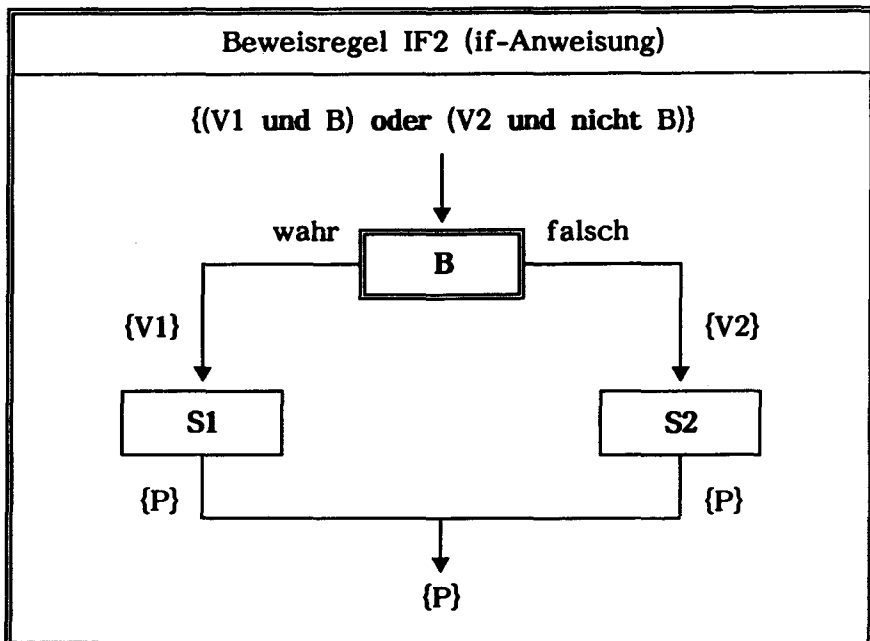 Beweisregel IF2 (if-Anweisung)
{(V1 und B) oder (V2 und nicht B)}
wahr
falsch
B
{V1}
{V2}
S1
S2
{P}
{P}
{P}